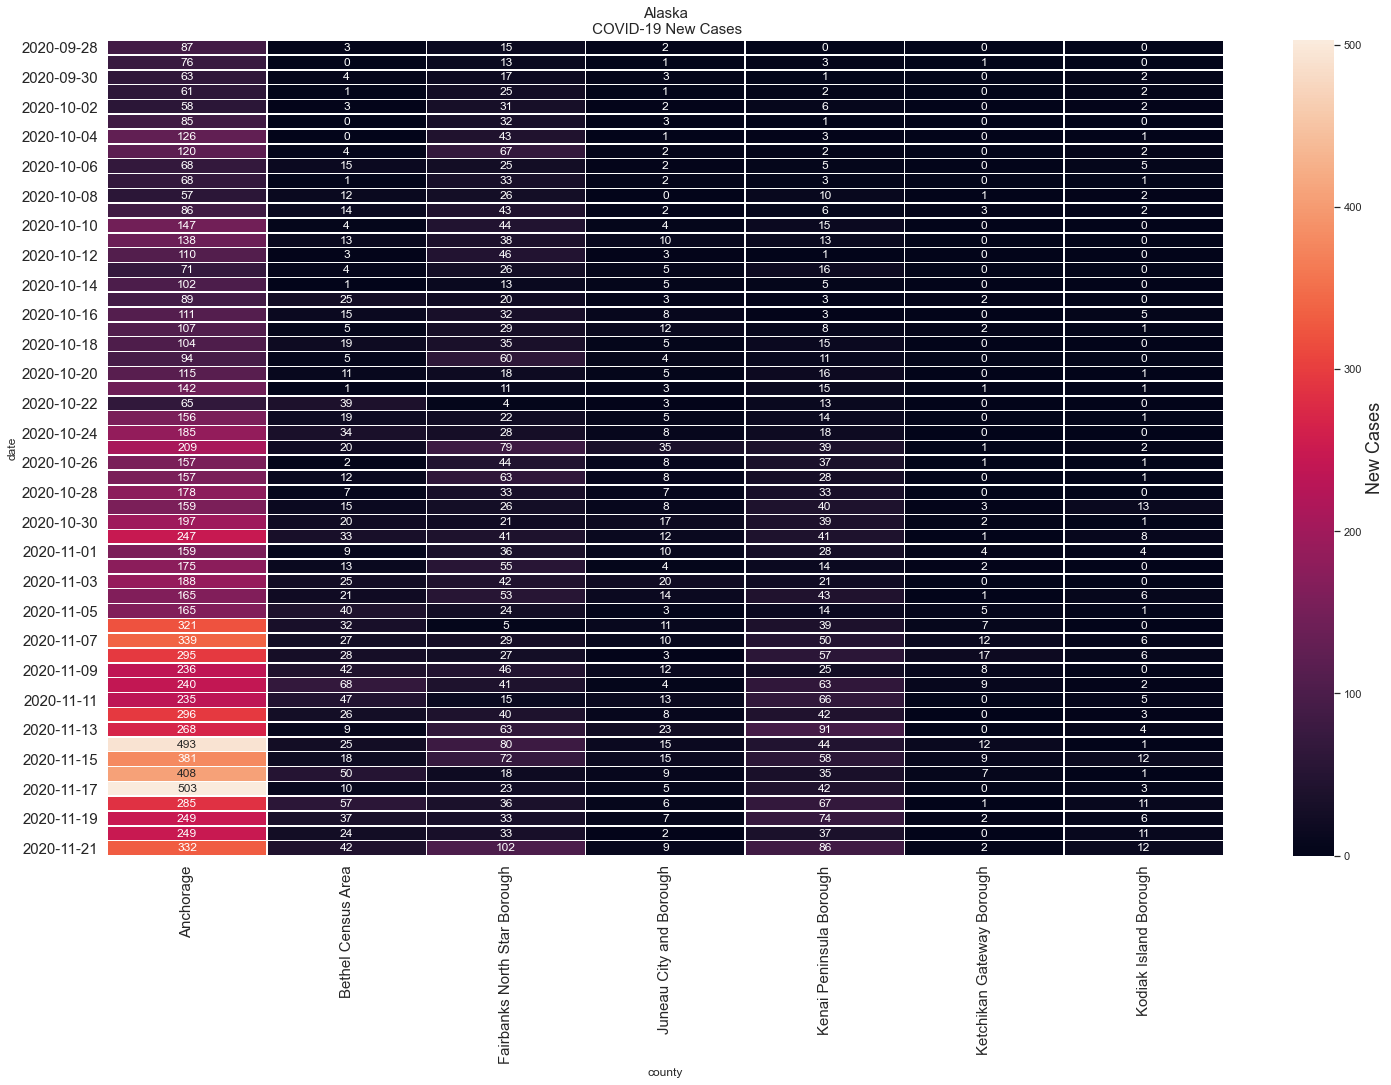 Alaska
COVID-19 New Cases
2020-09-28 87 3 15 2 0 0 0
76 0 13 1 3 1 0
2020-09-30 63 4 17 3 1 0 2
61 1 25 1 2 0 2
2020-10-02 58 3 31 2 6 0 2
85 0 32 3 1 0 0
2020-10-04 126 0 43 1 3 0 1
120 4 67 2 2 0 2
2020-10-06 68 15 25 2 5 0 5
68 1 33 2 3 0 1
2020-10-08 57 12 26 0 10 1 2
86 14 43 2 6 3 2
2020-10-10 147 4 44 4 15 0 0
138 13 38 10 13 0 0
2020-10-12 110 3 46 3 1 0 0
71 4 26 5 16 0 0
2020-10-14 102 1 13 5 5 0 0
89 25 20 3 3 2 0
2020-10-16 111 15 32 8 3 0 5
107 5 29 12 8 2 1
2020-10-18 104 19 35 5 15 0 0
94 5 60 4 11 0 0
2020-10-20 115 11 18 5 16 0 1
142 1 11 3 15 1 1
2020-10-22 65 39 4 3 13 0 0
156 19 22 5 14 0 1
2020-10-24 185 34 28 8 18 0 0
209 20 79 35 39 1 2
2020-10-26 157 2 44 8 37 1 1
157 12 63 8 28 0 1
2020-10-28 178 7 33 7 33 0 0
159 15 26 8 40 3 13
2020-10-30 197 20 21 17 39 2 1
247 33 41 12 41 1 8
2020-11-01 159 9 36 10 28 4 4
175 13 55 4 14 2 0
2020-11-03 188 25 42 20 21 0 0
165 21 53 14 43 1 6
2020-11-05 165 40 24 3 14 5 1
321 32 5 11 39 7 0
2020-11-07 339 27 29 10 50 12 6
295 28 27 3 57 17 6
2020-11-09 236 42 46 12 25 8 0
240 68 41 4 63 9 2
2020-11-11 235 47 15 13 66 0 5
296 26 40 8 42 0 3
2020-11-13 268 9 63 23 91 0 4
493 25 80 15 44 12 1
2020-11-15 381 18 72 15 58 9 12
408 50 18 9 35 7 1
2020-11-17 503 10 23 5 42 0 3
285 57 36 6 67 1 11
2020-11-19 249 37 33 7 74 2 6
249 24 33 2 37 0 11
2020-11-21 332 42 102 9 86 2 12
date
Anchorage
Bethel Census Area
Fairbanks North Star Borough
Juneau City and Borough
Kenai Peninsula Borough
Ketchikan Gateway Borough
Kodiak Island Borough
county
500
400
300
200
100
0
New Cases